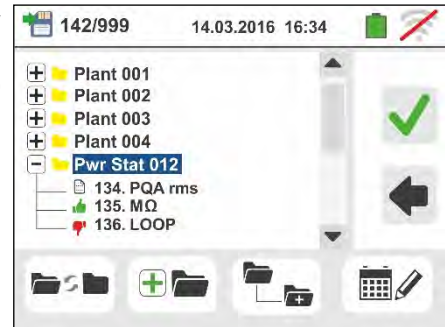 142/999 14.03.2016 16:34
Plant 001
Plant 002
Plant 003
Plant 004
Pwr Stat 012
134. PQA rms
135. MΩ
136. LOOP